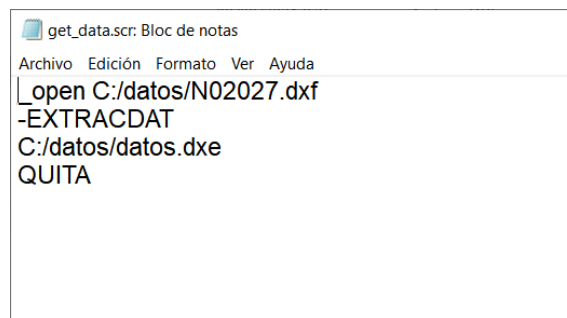 get_data.scr: Bloc de notas
Archivo Edición Formato Ver Ayuda
_open C:/datos/N02027.dxf
-EXTRACDAT
C:/datos/datos.dxe
QUITA